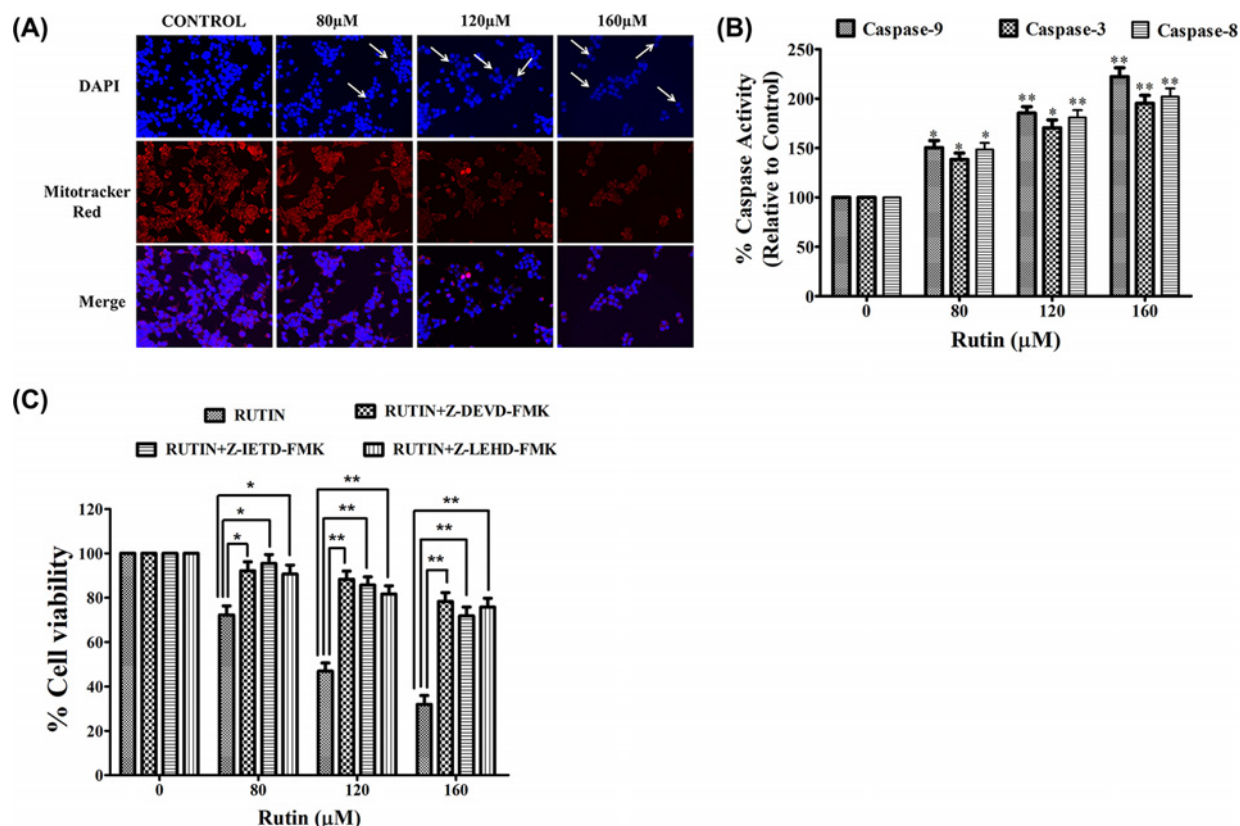 (A)
CONTROL 80µM 120µM 160µM
DAPI
Mitotracker
Red
Merge
(B)
Caspase-9 Caspase-3 Caspase-8
% Caspase Activity
(Relative to Control)
250
200
150
100
50
0
* * *
** * **
** ** **
0 80 120 160
Rutin (µM)
(C)
RUTIN RUTIN+Z-DEVD-FMK
RUTIN+Z-IETD-FMK RUTIN+Z-LEHD-FMK
% Cell viability
120
100
80
60
40
20
0
*
*
*
**
**
**
**
**
**
0 80 120 160
Rutin (µM)